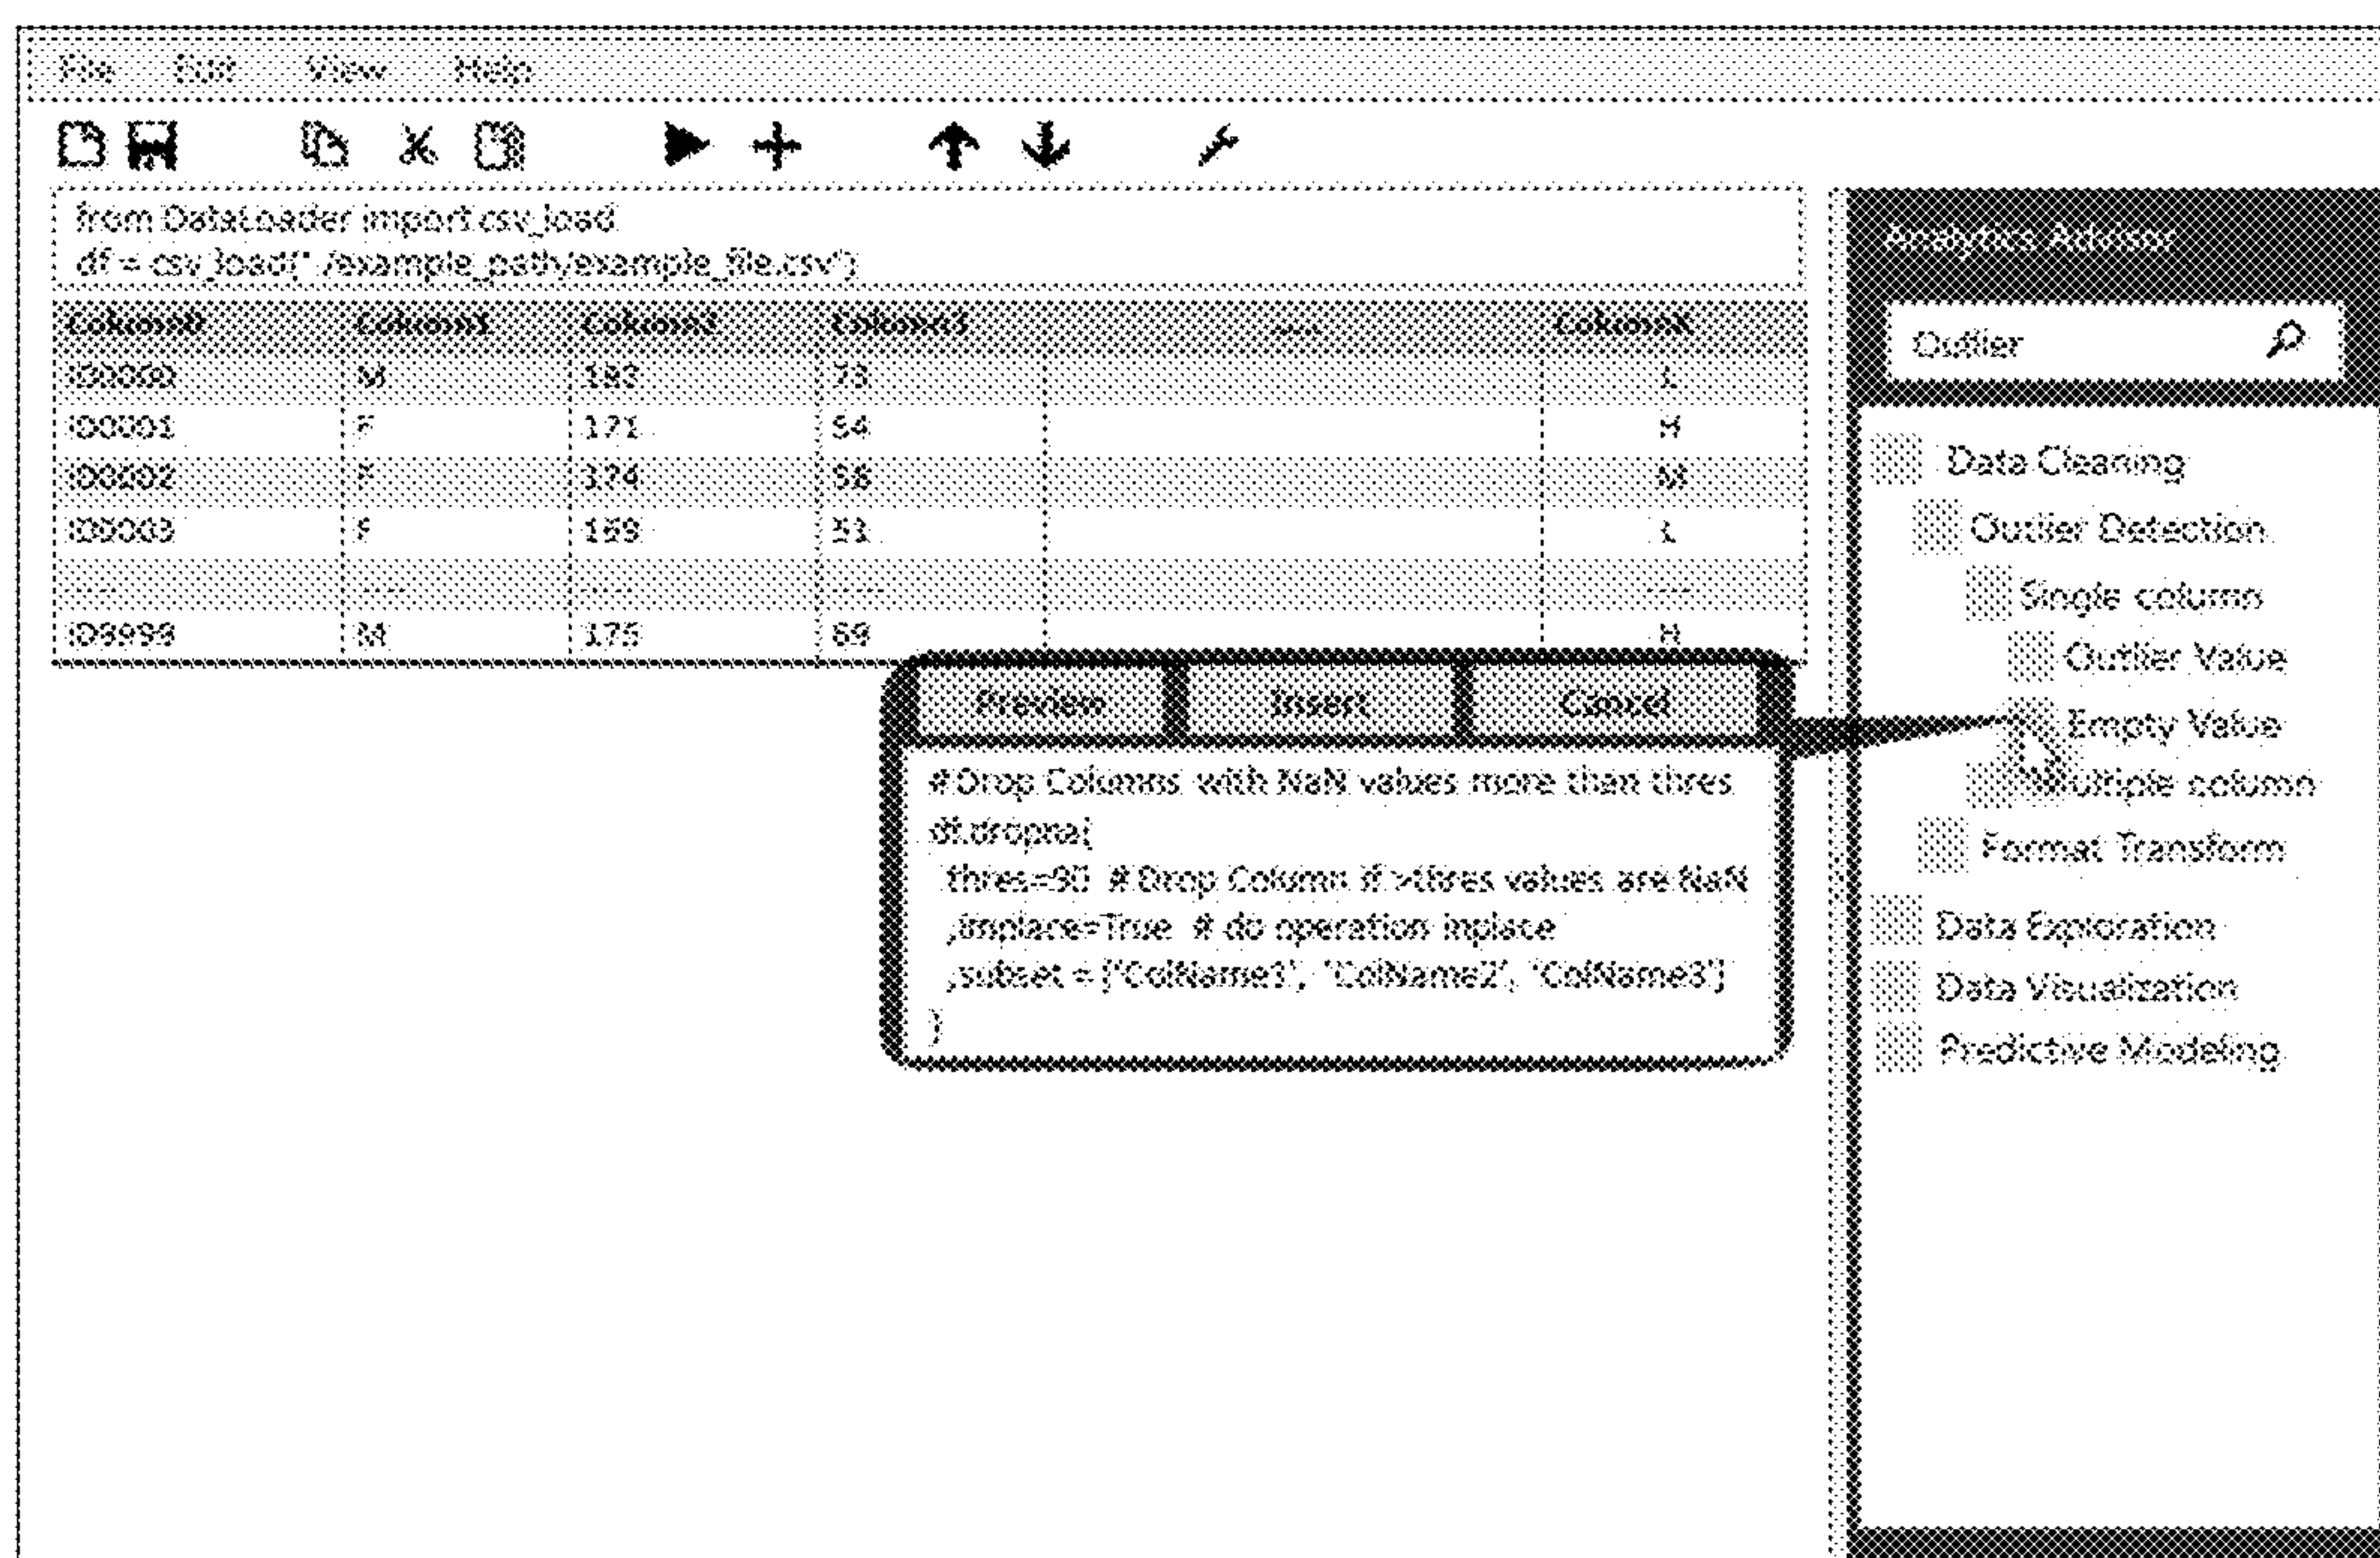 File Edit View Help
from DataLoader import csv_load
df = csv_load("./example_path/example_file.csv")
Column0 Column1 Column2 Column3 ..... ColumnX
ID0000 M 182 73 L
ID0001 F 171 54 H
ID0002 F 174 56 M
ID0003 F 169 51 L
..... ..... ..... ..... .....
ID9999 M 175 69 H
Preview Insert Cancel
#Drop Columns with NaN values more than thres
df.dropna(
thres=90 #Drop Column if >thres values are NaN
,implace=True # do operation inplace
,subset = ['ColName1', 'ColName2', 'ColName3']
)
Analytics Advisor
Outlier
Data Cleaning
Outlier Detection
Single column
Outlier Value
Empty Value
Multiple column
Format Transform
Data Exploration
Data Visualization
Predictive Modeling